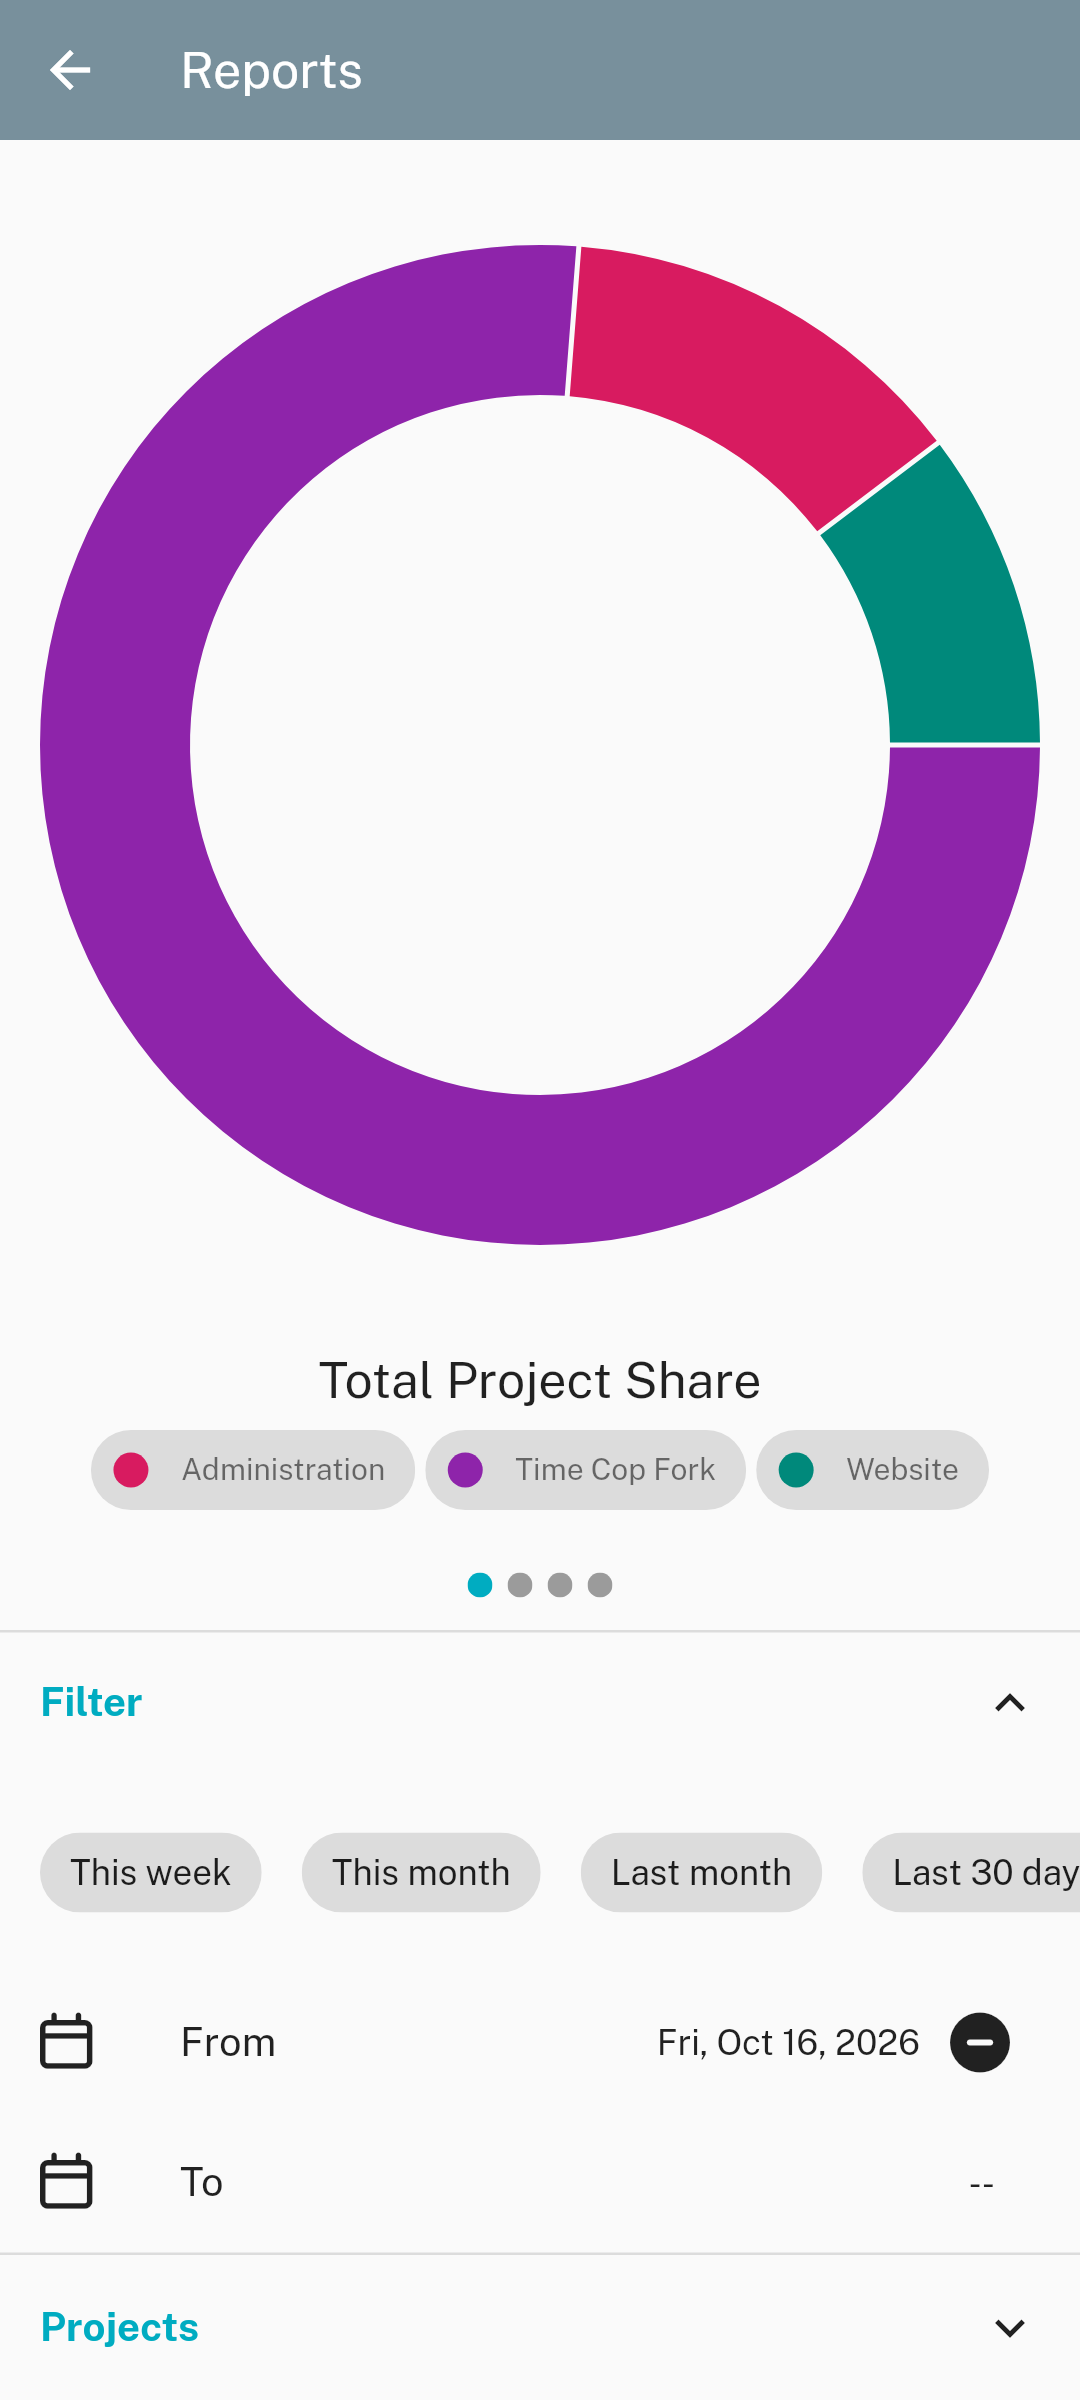 Reports
Total Project Share
Administration Time Cop Fork Website
Filter
This week This month Last month Last 30 day
From Fri, Oct 16, 2026
To --
Projects